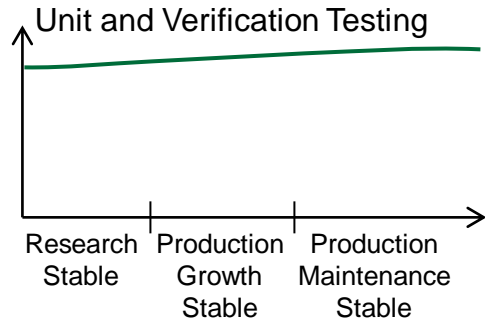 Unit and Verification Testing
Research
Stable
Production
Growth
Stable
Production
Maintenance
Stable